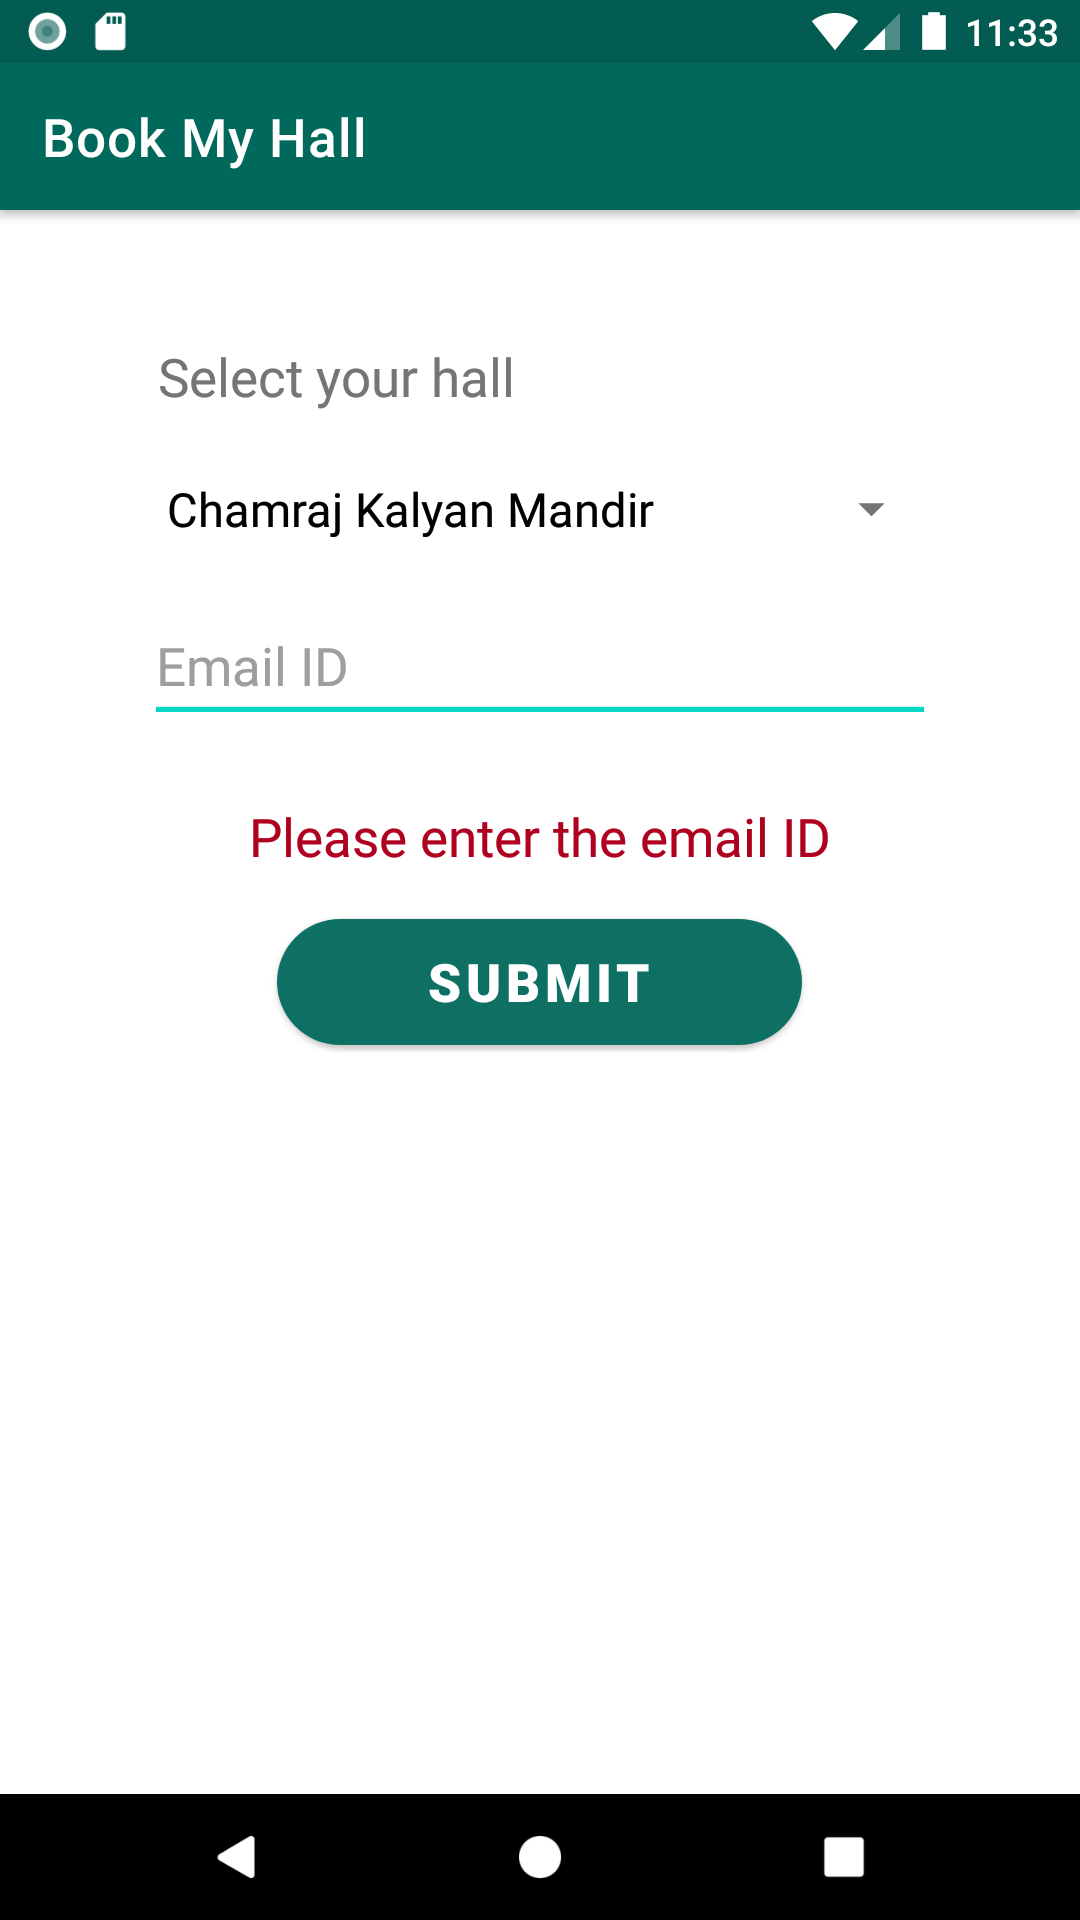 11:33
Book My Hall
Select your hall
Chamraj Kalyan Mandir
Email ID
Please enter the email ID
SUBMIT